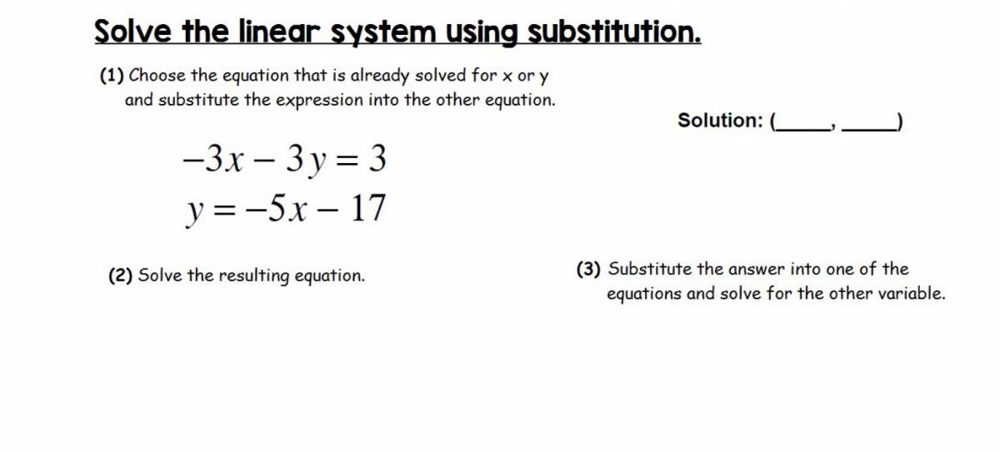 Solve the linear system using substitution.
(1) Choose the equation that is already solved for x or y
and substitute the expression into the other equation.
Solution: (_____, _____)
−3x − 3y = 3
y = −5x − 17
(2) Solve the resulting equation.
(3) Substitute the answer into one of the
equations and solve for the other variable.